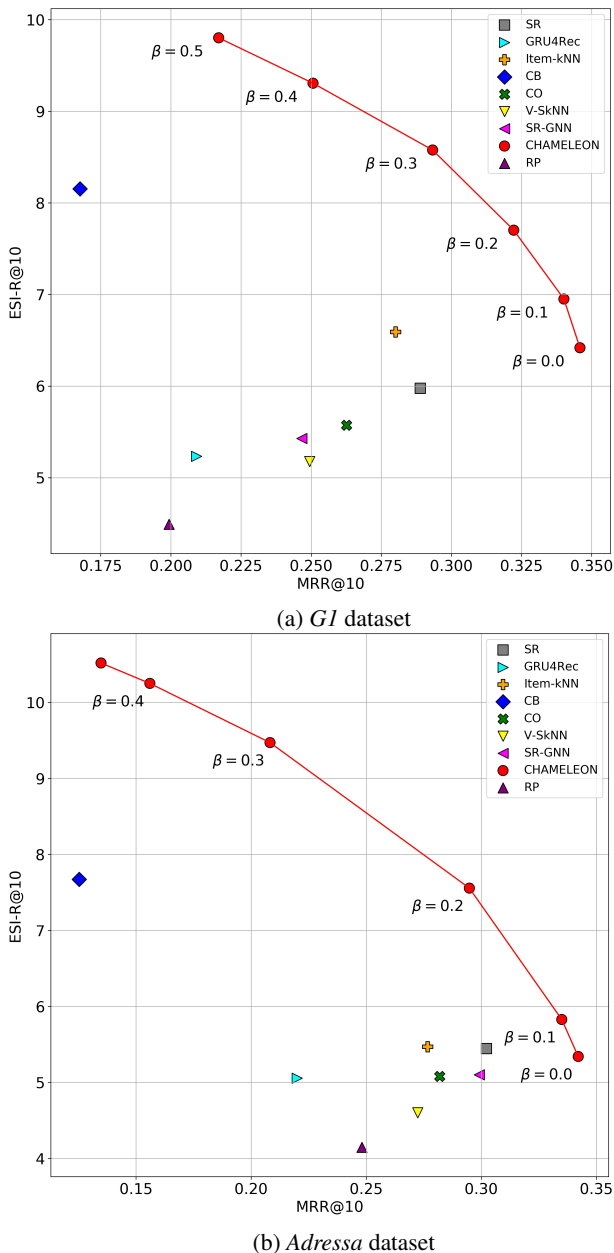 10
9
8
7
6
5
ESI-R@10
SR
GRU4Rec
Item-kNN
CB
CO
V-SkNN
SR-GNN
CHAMELEON
RP
β = 0.5
β = 0.4
β = 0.3
β = 0.2
β = 0.1
β = 0.0
0.175 0.200 0.225 0.250 0.275 0.300 0.325 0.350
MRR@10
(a) G1 dataset
10
9
8
7
6
5
4
ESI-R@10
SR
GRU4Rec
Item-kNN
CB
CO
V-SkNN
SR-GNN
CHAMELEON
RP
β = 0.4
β = 0.3
β = 0.2
β = 0.1
β = 0.0
0.15 0.20 0.25 0.30 0.35
MRR@10
(b) Adressa dataset